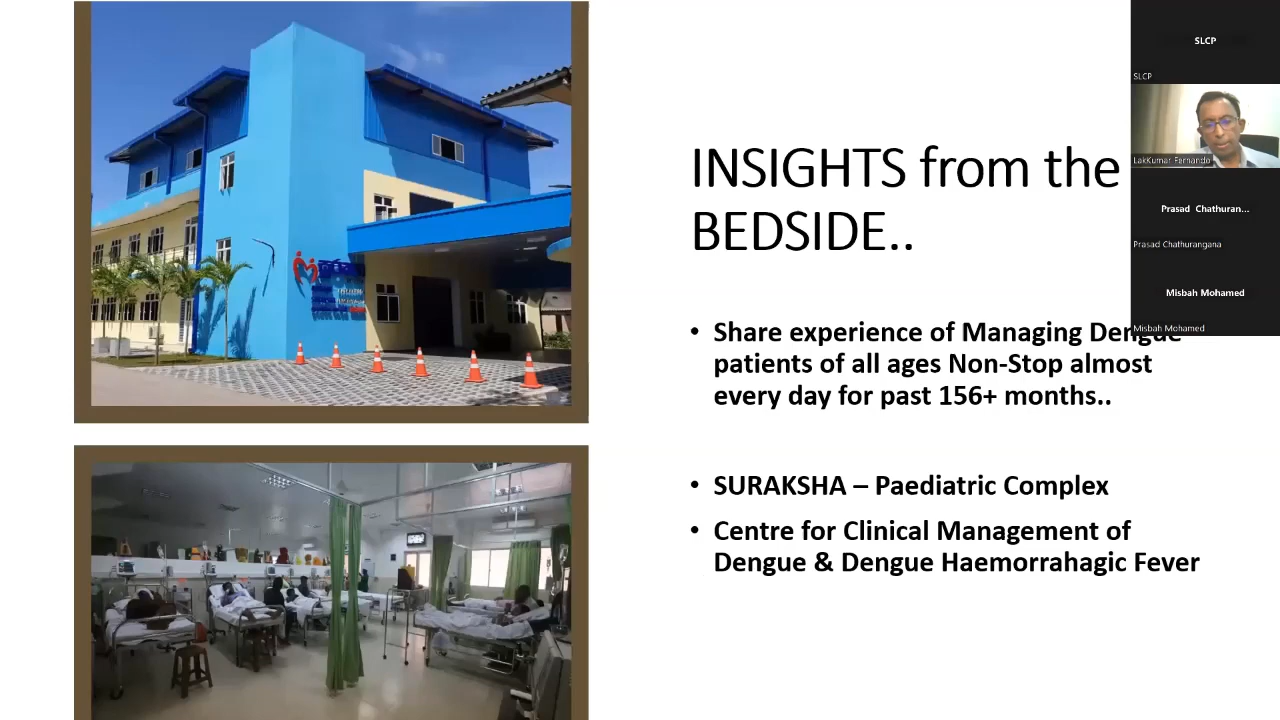 INSIGHTS from the
BEDSIDE..
• Share experience of Managing Dengue
patients of all ages Non-Stop almost
every day for past 156+ months..
• SURAKSHA – Paediatric Complex
• Centre for Clinical Management of
Dengue & Dengue Haemorrahagic Fever
SLCP
SLCP
LakKumar Fernando
Prasad Chathuran...
Prasad Chathurangana
Misbah Mohamed
Misbah Mohamed